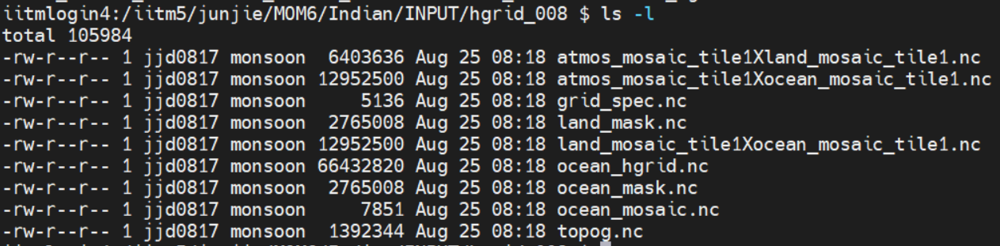 iitmlogin4:/iitm5/junjie/MOM6/Indian/INPUT/hgrid_008 $ ls -l
total 105984
-rw-r--r-- 1 jjd0817 monsoon  6403636 Aug 25 08:18 atmos_mosaic_tile1Xland_mosaic_tile1.nc
-rw-r--r-- 1 jjd0817 monsoon 12952500 Aug 25 08:18 atmos_mosaic_tile1Xocean_mosaic_tile1.nc
-rw-r--r-- 1 jjd0817 monsoon     5136 Aug 25 08:18 grid_spec.nc
-rw-r--r-- 1 jjd0817 monsoon  2765008 Aug 25 08:18 land_mask.nc
-rw-r--r-- 1 jjd0817 monsoon 12952500 Aug 25 08:18 land_mosaic_tile1Xocean_mosaic_tile1.nc
-rw-r--r-- 1 jjd0817 monsoon 66432820 Aug 25 08:18 ocean_hgrid.nc
-rw-r--r-- 1 jjd0817 monsoon  2765008 Aug 25 08:18 ocean_mask.nc
-rw-r--r-- 1 jjd0817 monsoon     7851 Aug 25 08:18 ocean_mosaic.nc
-rw-r--r-- 1 jjd0817 monsoon  1392344 Aug 25 08:18 topog.nc